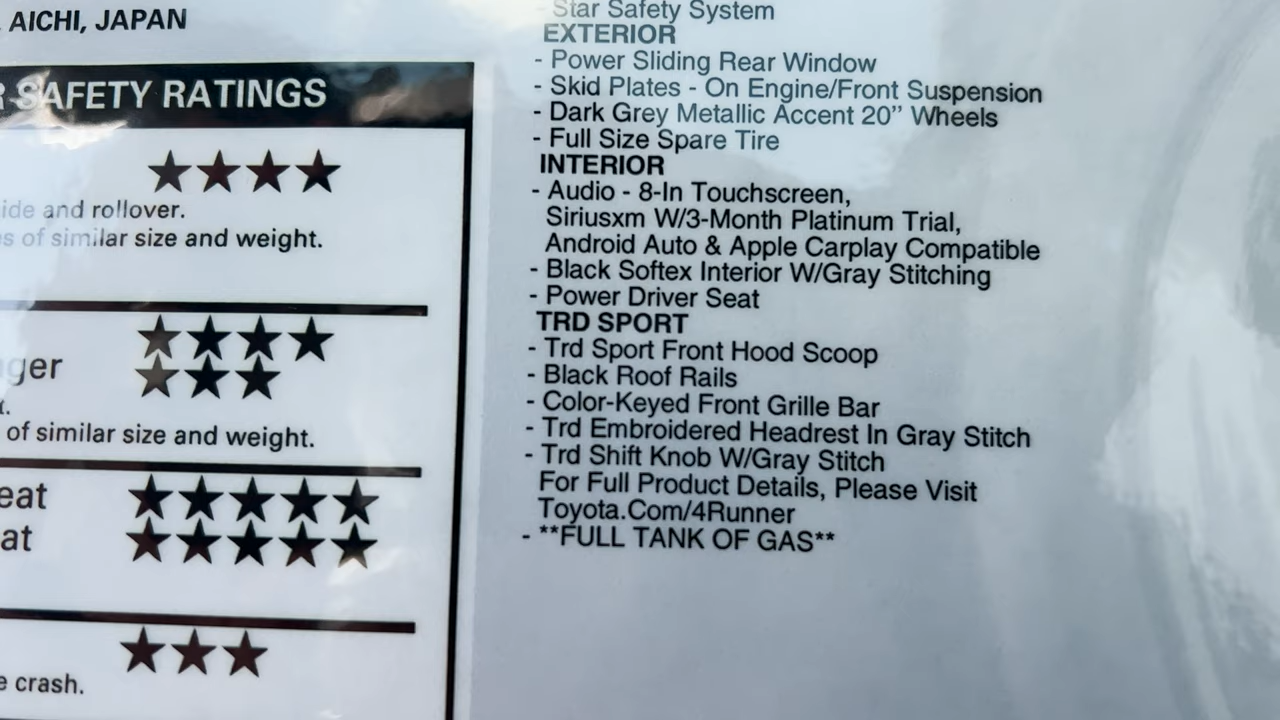 AICHI, JAPAN
SAFETY RATINGS
★★★★
ide and rollover.
s of similar size and weight.
★★★★
ger ★★★
of similar size and weight.
eat ★★★★★
at ★★★★★
★★★
e crash.
Star Safety System
EXTERIOR
- Power Sliding Rear Window
- Skid Plates - On Engine/Front Suspension
- Dark Grey Metallic Accent 20” Wheels
- Full Size Spare Tire
INTERIOR
- Audio - 8-In Touchscreen,
Siriusxm W/3-Month Platinum Trial,
Android Auto & Apple Carplay Compatible
- Black Softex Interior W/Gray Stitching
- Power Driver Seat
TRD SPORT
- Trd Sport Front Hood Scoop
- Black Roof Rails
- Color-Keyed Front Grille Bar
- Trd Embroidered Headrest In Gray Stitch
- Trd Shift Knob W/Gray Stitch
For Full Product Details, Please Visit
Toyota.Com/4Runner
- **FULL TANK OF GAS**